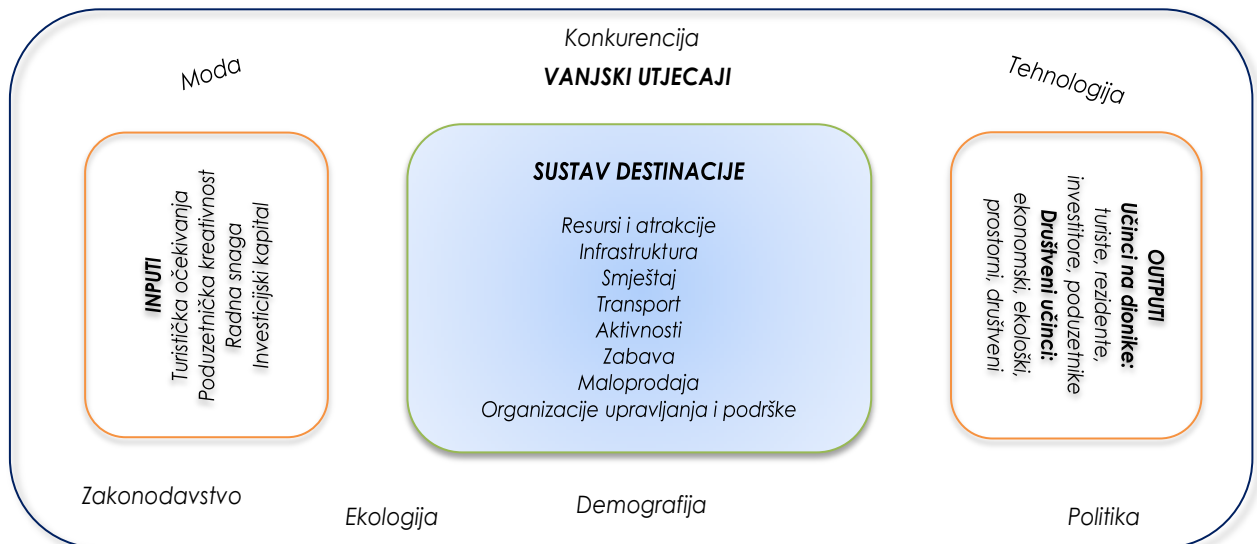 Konkurencija
Moda
VANJSKI UTJECAJI
Tehnologija
INPUTI
Turistička očekivanja
Poduzetnička kreativnost
Radna snaga
Investicijski kapital
SUSTAV DESTINACIJE
Resursi i atrakcije
Infrastruktura
Smještaj
Transport
Aktivnosti
Zabava
Maloprodaja
Organizacije upravljanja i podrške
OUTPUTI
Učinci na dionike:
turiste, rezidente,
investitore, poduzetnike
Društveni učinci:
ekonomski, ekološki,
prostorni, društveni
Zakonodavstvo
Ekologija
Demografija
Politika